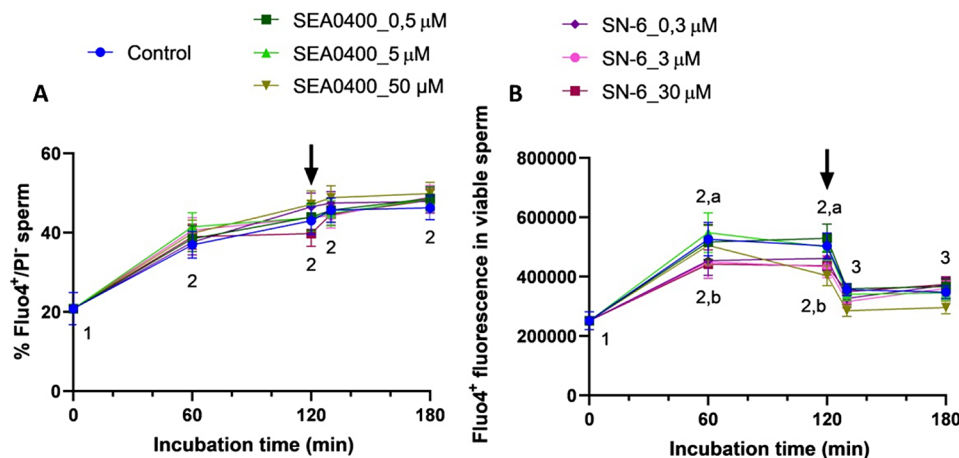 Control
SEA0400_0,5 µM
SEA0400_5 µM
SEA0400_50 µM
SN-6_0,3 µM
SN-6_3 µM
SN-6_30 µM
A
% Fluo4⁺/PI⁻ sperm
60
40
20
0
1
2
2
2
2
0
60
120
180
Incubation time (min)
B
Fluo4⁺ fluorescence in viable sperm
800000
600000
400000
200000
0
1
2,a
2,b
2,a
2,b
3
3
0
60
120
180
Incubation time (min)